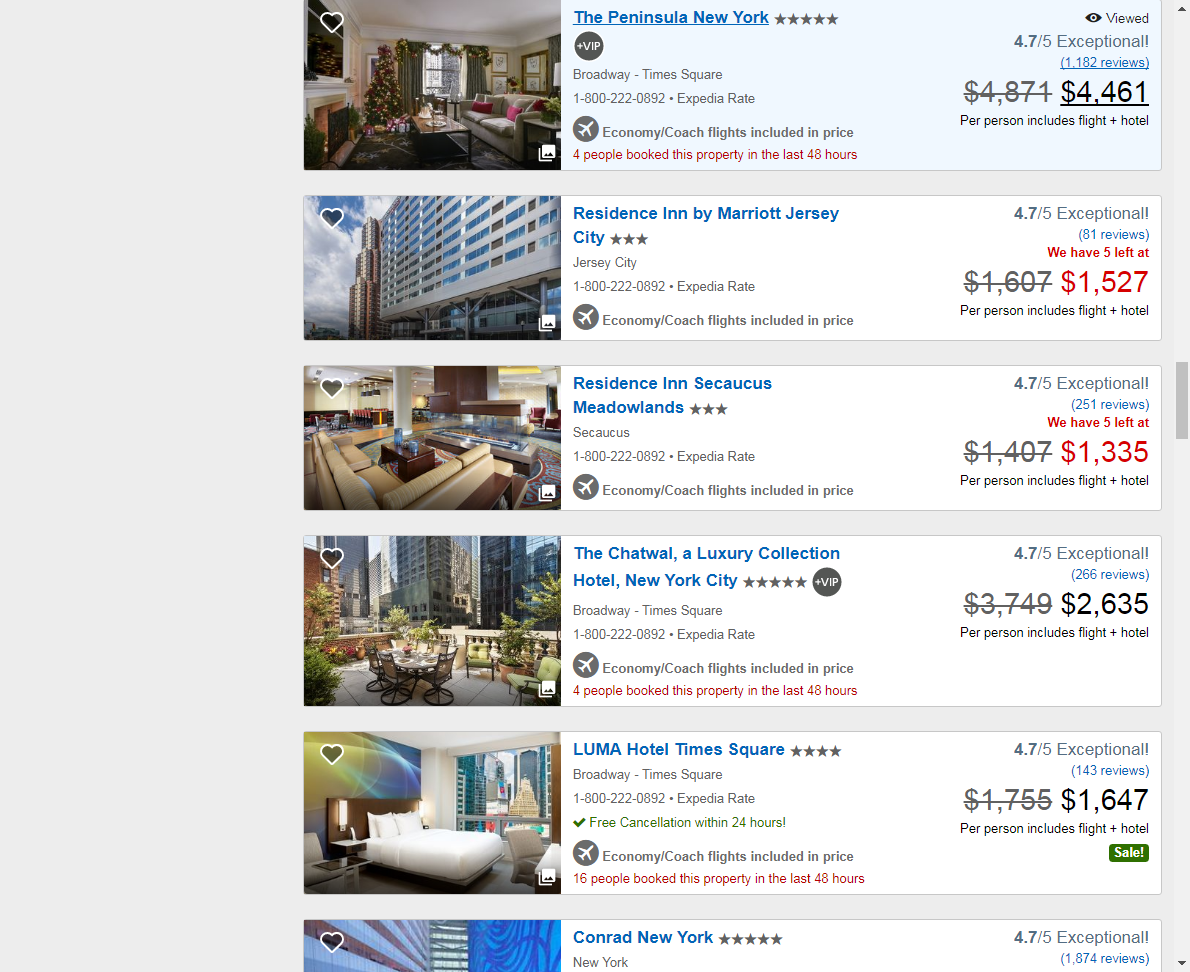 The Peninsula New York
Viewed
+VIP
4.7/5 Exceptional!
(1,182 reviews)
Broadway - Times Square
1-800-222-0892 • Expedia Rate
$4,871 $4,461
Per person includes flight + hotel
Economy/Coach flights included in price
4 people booked this property in the last 48 hours
Residence Inn by Marriott Jersey
City
4.7/5 Exceptional!
(81 reviews)
We have 5 left at
Jersey City
1-800-222-0892 • Expedia Rate
$1,607 $1,527
Per person includes flight + hotel
Economy/Coach flights included in price
Residence Inn Secaucus
Meadowlands
4.7/5 Exceptional!
(251 reviews)
We have 5 left at
Secaucus
1-800-222-0892 • Expedia Rate
$1,407 $1,335
Per person includes flight + hotel
Economy/Coach flights included in price
The Chatwal, a Luxury Collection
Hotel, New York City
+VIP
4.7/5 Exceptional!
(266 reviews)
Broadway - Times Square
1-800-222-0892 • Expedia Rate
$3,749 $2,635
Per person includes flight + hotel
Economy/Coach flights included in price
4 people booked this property in the last 48 hours
LUMA Hotel Times Square
4.7/5 Exceptional!
(143 reviews)
Broadway - Times Square
1-800-222-0892 • Expedia Rate
$1,755 $1,647
Free Cancellation within 24 hours!
Per person includes flight + hotel
Sale!
Economy/Coach flights included in price
16 people booked this property in the last 48 hours
Conrad New York
4.7/5 Exceptional!
(1,874 reviews)
New York